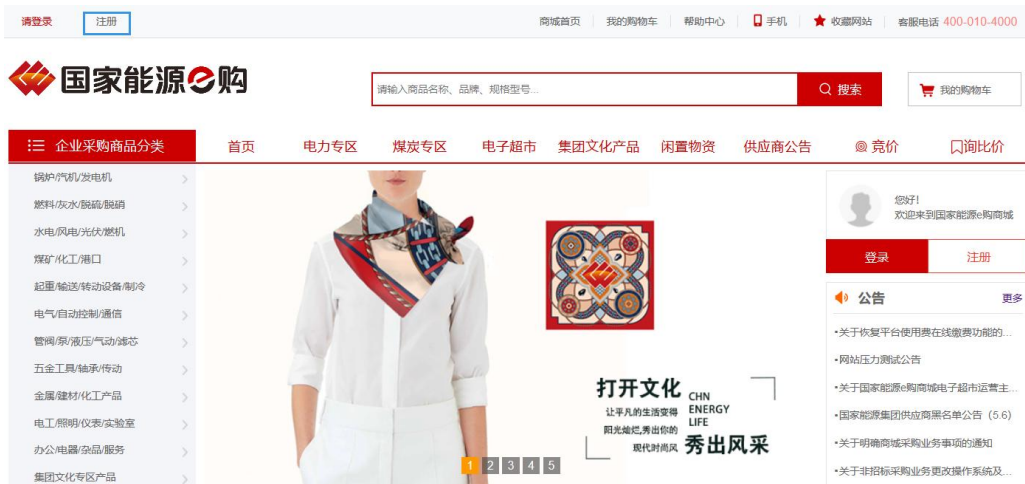 请登录 注册 商城首页 我的购物车 帮助中心 手机 收藏网站 客服电话 400-010-4000
国家能源e购
请输入商品名称、品牌、规格型号... 搜索 我的购物车
企业采购商品分类 首页 电力专区 煤炭专区 电子超市 集团文化产品 闲置物资 供应商公告 竞价 询比价
锅炉/汽机/发电机
燃料/灰水/脱硫/脱硝
水电/风电/光伏/燃机
煤矿/化工/港口
起重/输送/转动设备/制冷
电气/自动控制/通信
管阀/泵/液压/气动/滤芯
五金工具/轴承/传动
金属/建材/化工产品
电工/照明/仪表/实验室
办公/电器/杂品/服务
集团文化专区产品
打开文化 CHN
让平凡的生活变得 ENERGY
阳光灿烂,秀出你的 LIFE
现代时尚风 秀出风采
1 2 3 4 5
您好!
欢迎来到国家能源e购商城
登录 注册
公告 更多
•关于恢复平台使用费在线缴费功能的...
•网站压力测试公告
•关于国家能源e购商城电子超市运营主...
•国家能源集团供应商黑名单公告（5.6）
•关于明确商城采购业务事项的通知
•关于非招标采购业务更改操作系统及...